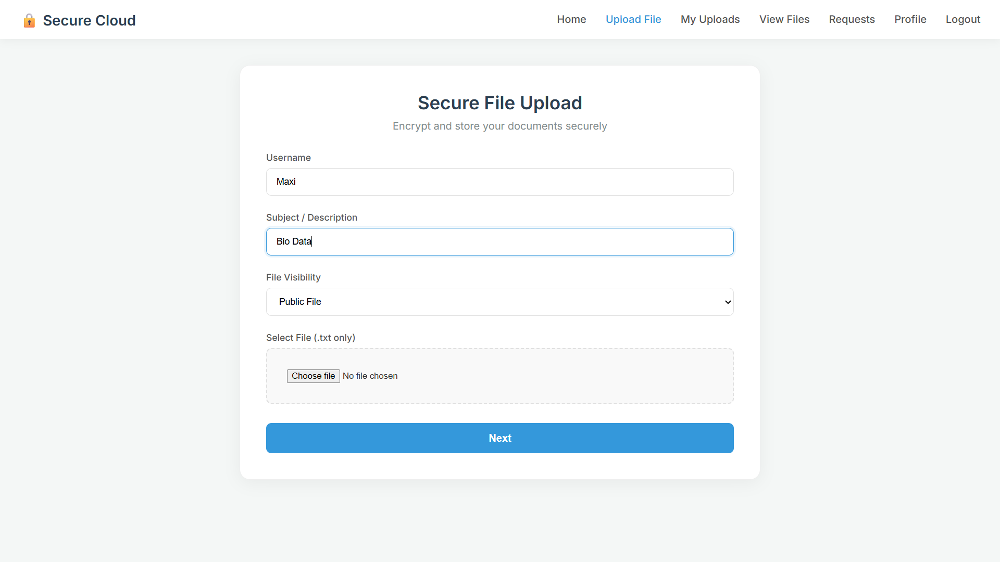 Secure Cloud
Home Upload File My Uploads View Files Requests Profile Logout
Secure File Upload
Encrypt and store your documents securely
Username
Maxi
Subject / Description
Bio Data
File Visibility
Public File
Select File (.txt only)
Choose file No file chosen
Next